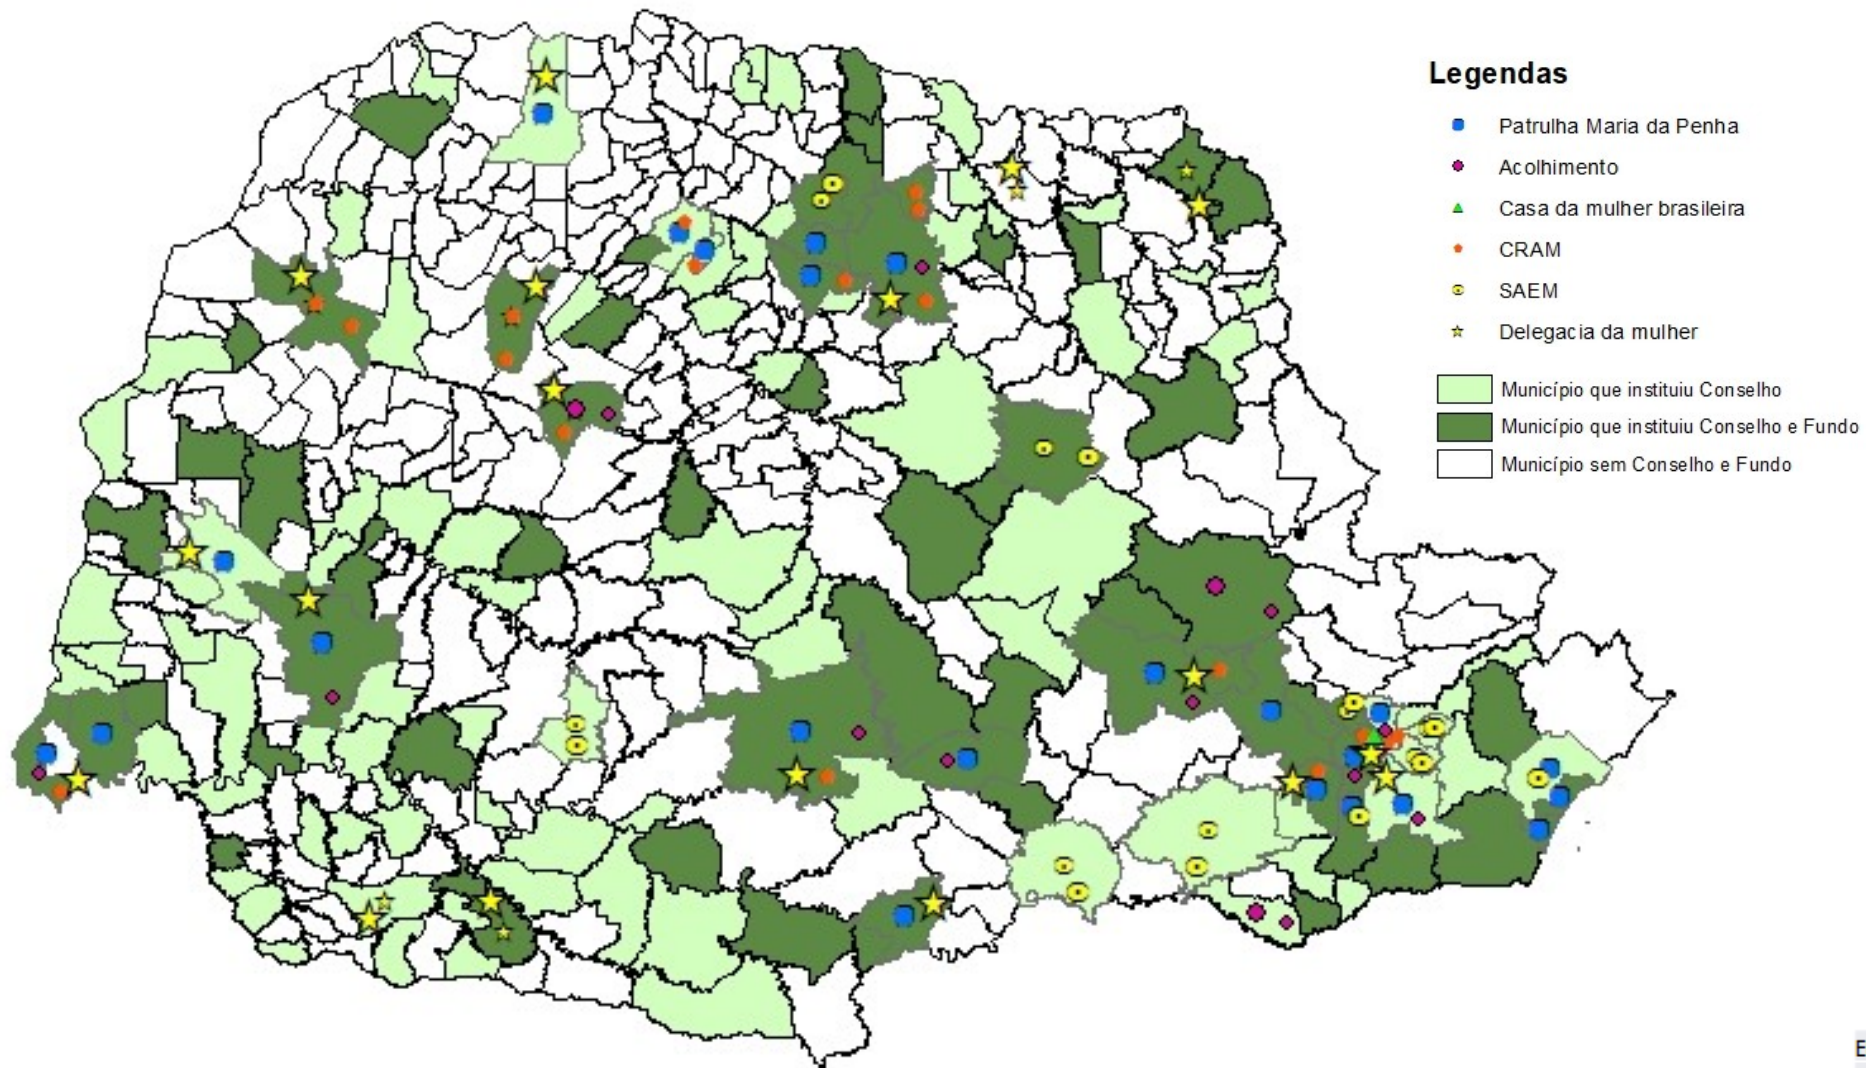 Legendas
Patrulha Maria da Penha
Acolhimento
Casa da mulher brasileira
CRAM
SAEM
Delegacia da mulher
Município que instituiu Conselho
Município que instituiu Conselho e Fundo
Município sem Conselho e Fundo
E